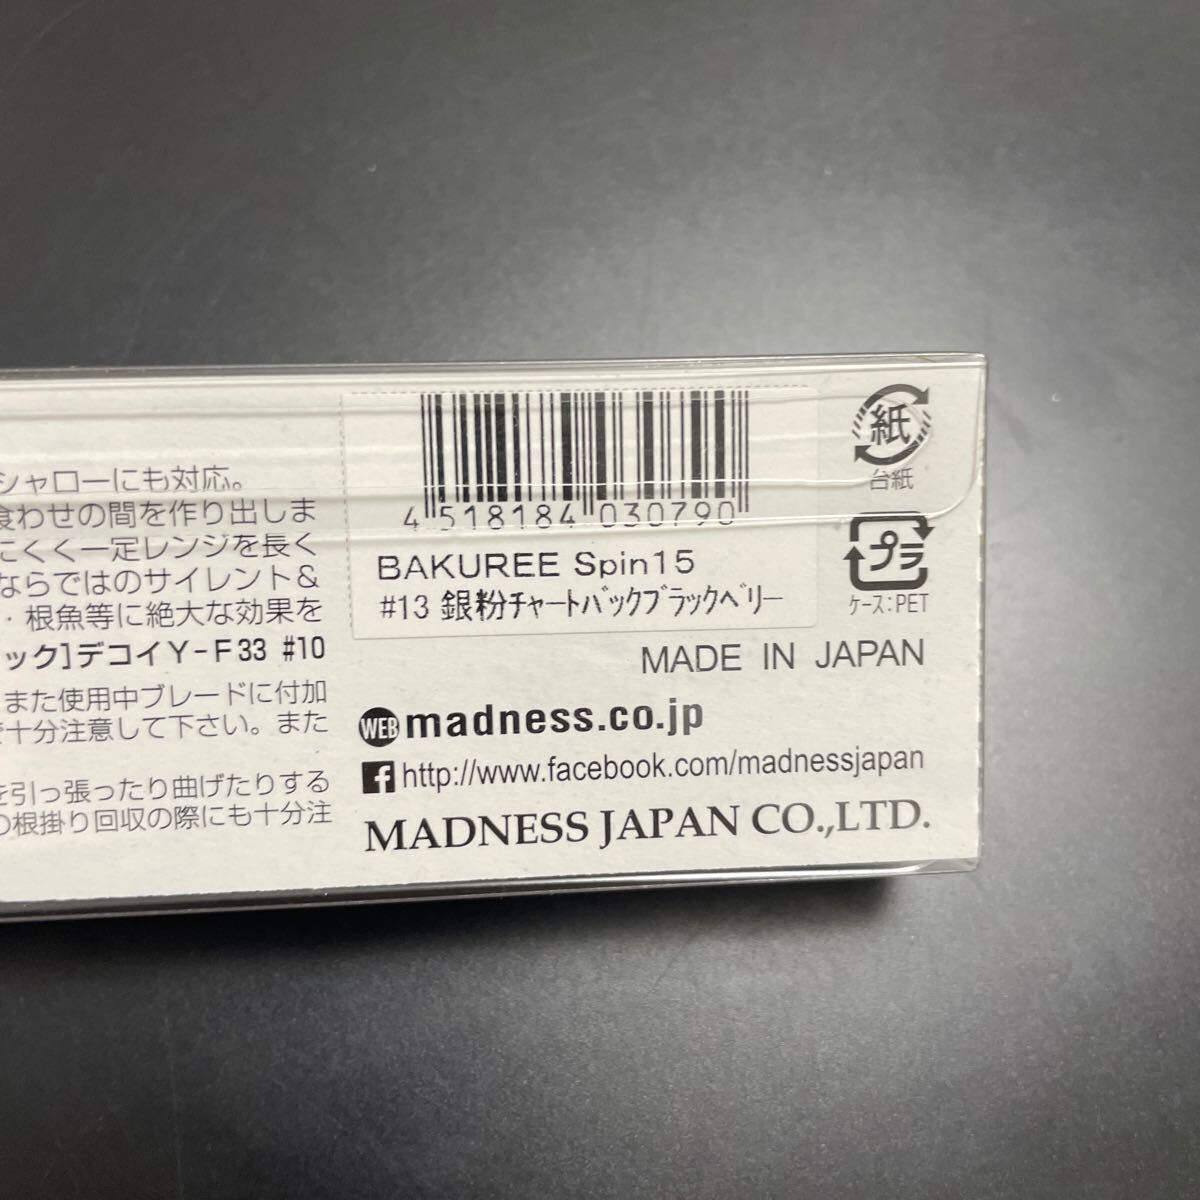 シャローにも対応。
食わせの間を作り出しま
にくく一定レンジを長く
ならではのサイレント&
・根魚等に絶大な効果を
ック]デコイY-F33 #10
また使用中ブレードに付加
で十分注意して下さい。また
を引っ張ったり曲げたりする
の根掛り回収の際にも十分注
4 518184 030790
BAKUREE Spin15
#13 銀粉チャートバックブラックベリー
紙
台紙
プラ
ケース:PET
MADE IN JAPAN
WEB madness.co.jp
f http://www.facebook.com/madnessjapan
MADNESS JAPAN CO.,LTD.